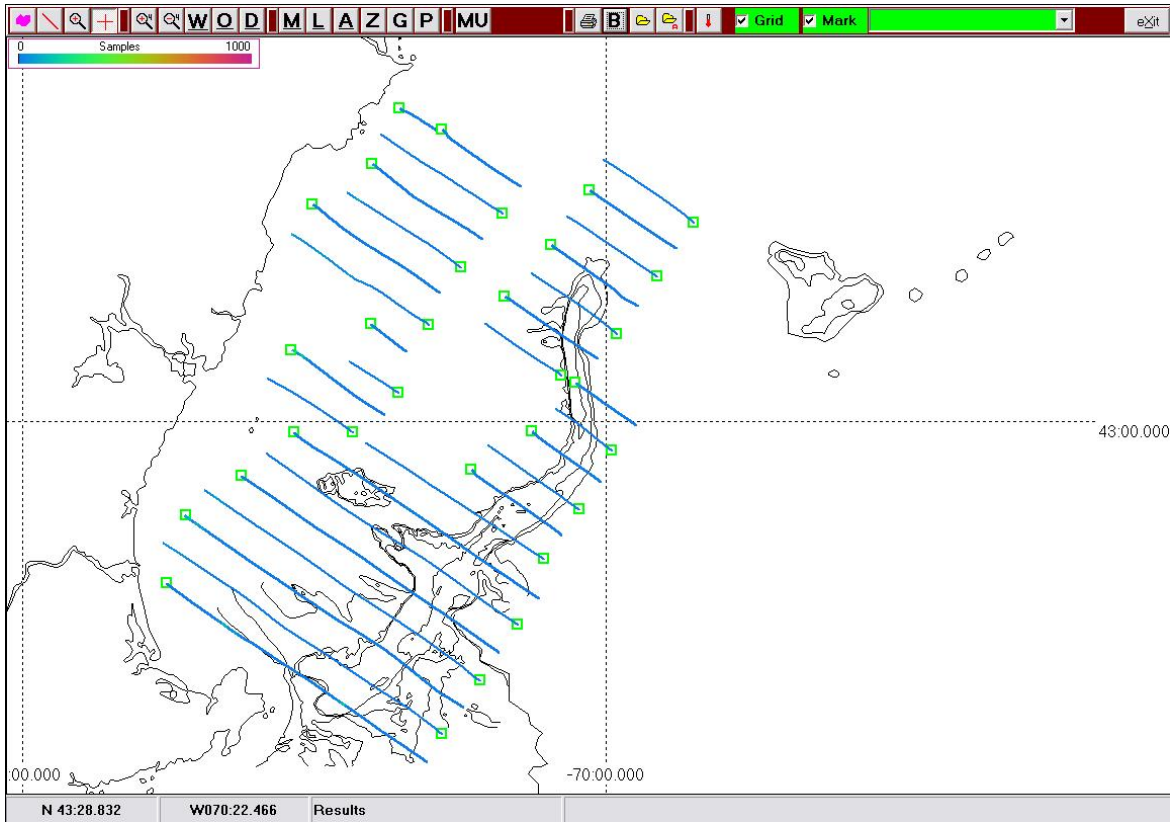 W O D M L A Z G P MU B Grid Mark eXit
0 Samples 1000
43:00.000
:00.000 -70:00.000
N 43:28.832 W070:22.466 Results